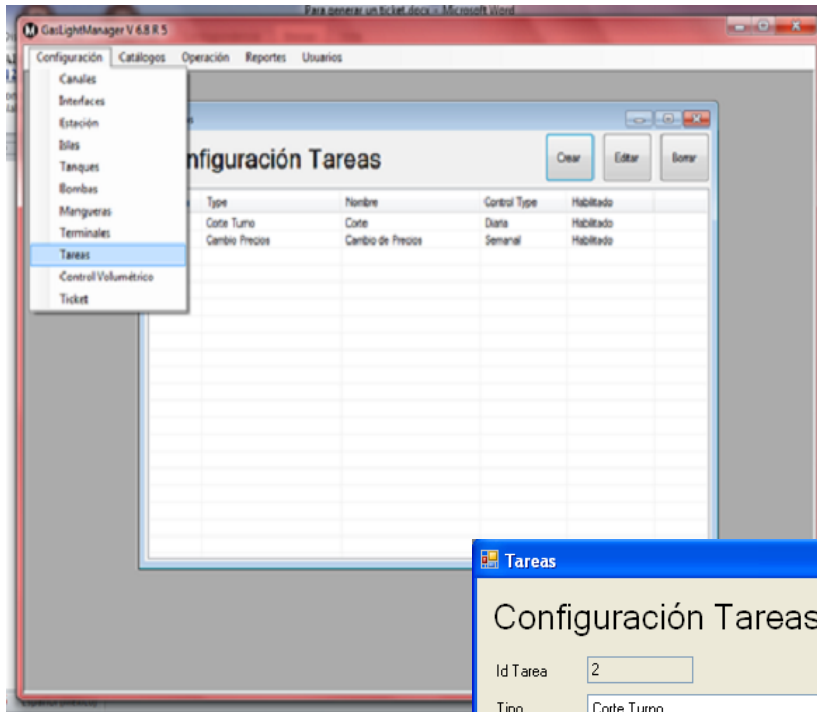 Para generar un ticket.docx - Microsoft Word
GasLightManager V 6.8 R 5
Configuración Catálogos Operación Reportes Usuarios
Canales
Interfaces
Estación
Islas
Tanques
Bombas
Mangueras
Terminales
Tareas
Control Volumétrico
Ticket
nfiguración Tareas
Crear Editar Borrar
Type Nombre Control Type Habilitado
Corte Turno Corte Diaria Habilitado
Cambio Precios Cambio de Precios Semanal Habilitado
Tareas
Configuración Tareas
Id Tarea 2
Tipo Corte Turno